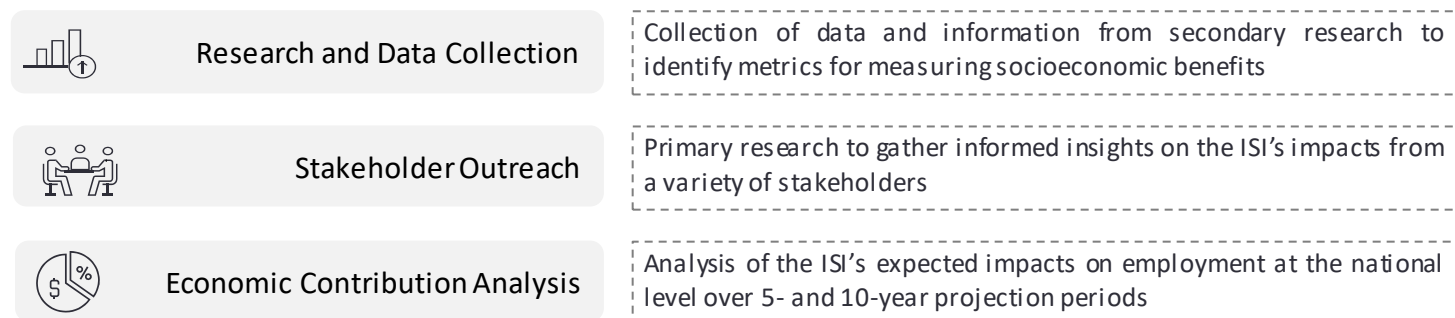 Research and Data Collection
Collection of data and information from secondary research to
identify metrics for measuring socioeconomic benefits
Stakeholder Outreach
Primary research to gather informed insights on the ISI's impacts from
a variety of stakeholders
$ %
Economic Contribution Analysis
Analysis of the ISI's expected impacts on employment at the national
level over 5- and 10-year projection periods